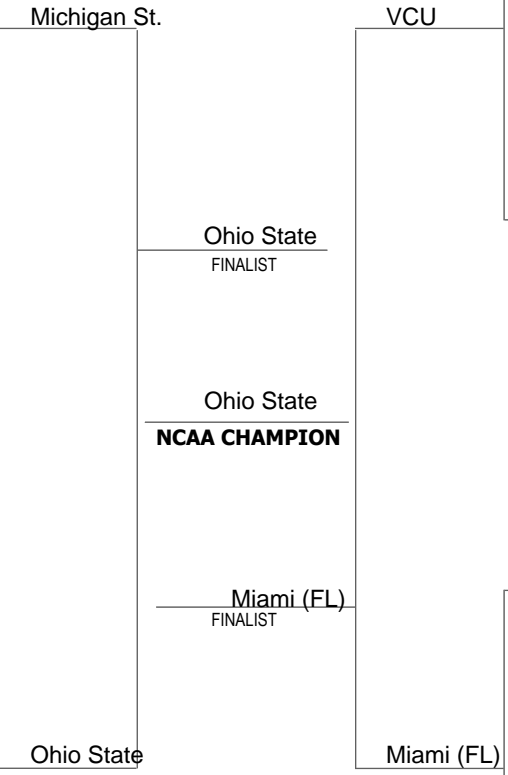 Michigan St.
VCU
Ohio State
FINALIST
Ohio State
NCAA CHAMPION
Miami (FL)
FINALIST
Ohio State
Miami (FL)